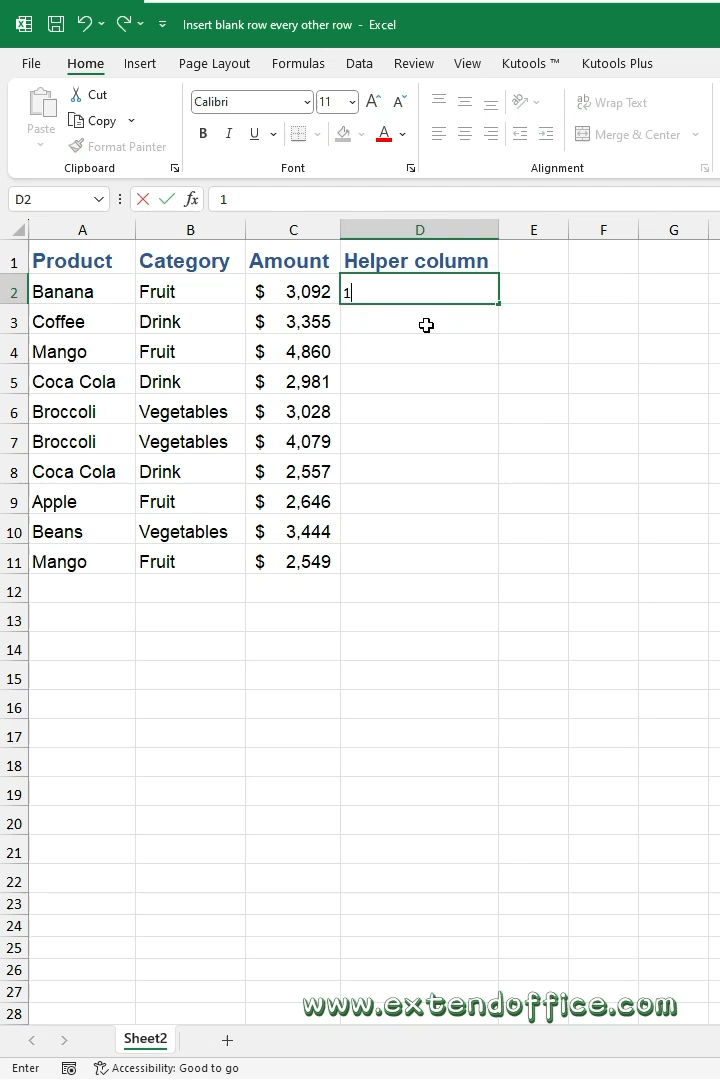 Insert blank row every other row - Excel
File Home Insert Page Layout Formulas Data Review View Kutools ™ Kutools Plus
Paste Cut Copy Format Painter
Calibri 11 A^ A˅
B I U A
ab Wrap Text
Merge & Center
Clipboard Font Alignment
D2 fx 1
A B C D E F G
1 Product Category Amount Helper column
2 Banana Fruit $ 3,092 1
3 Coffee Drink $ 3,355
4 Mango Fruit $ 4,860
5 Coca Cola Drink $ 2,981
6 Broccoli Vegetables $ 3,028
7 Broccoli Vegetables $ 4,079
8 Coca Cola Drink $ 2,557
9 Apple Fruit $ 2,646
10 Beans Vegetables $ 3,444
11 Mango Fruit $ 2,549
12
13
14
15
16
17
18
19
20
21
22
23
24
25
26
27
28
www.extendoffice.com
Sheet2
Enter Accessibility: Good to go